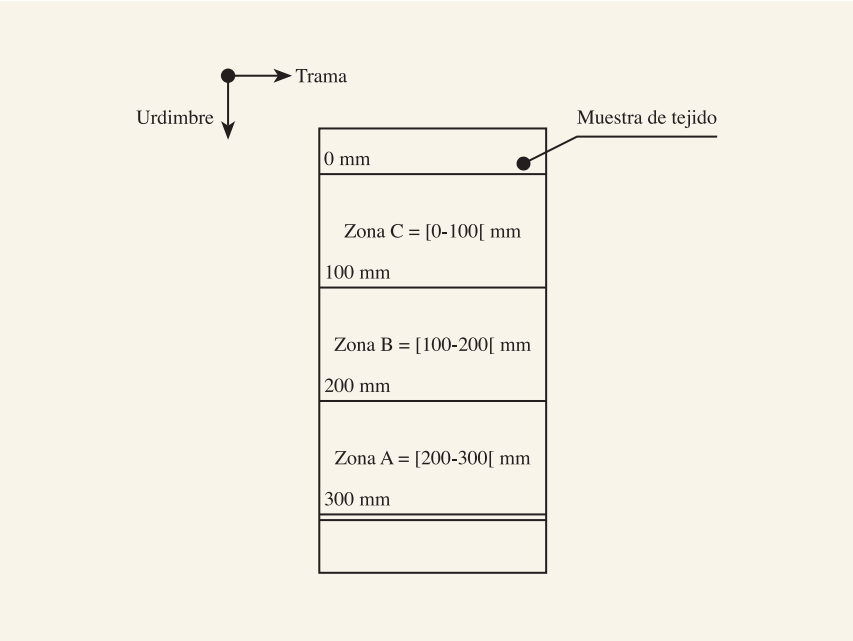 Trama
Urdimbre
Muestra de tejido
0 mm
Zona C = [0-100[ mm
100 mm
Zona B = [100-200[ mm
200 mm
Zona A = [200-300[ mm
300 mm